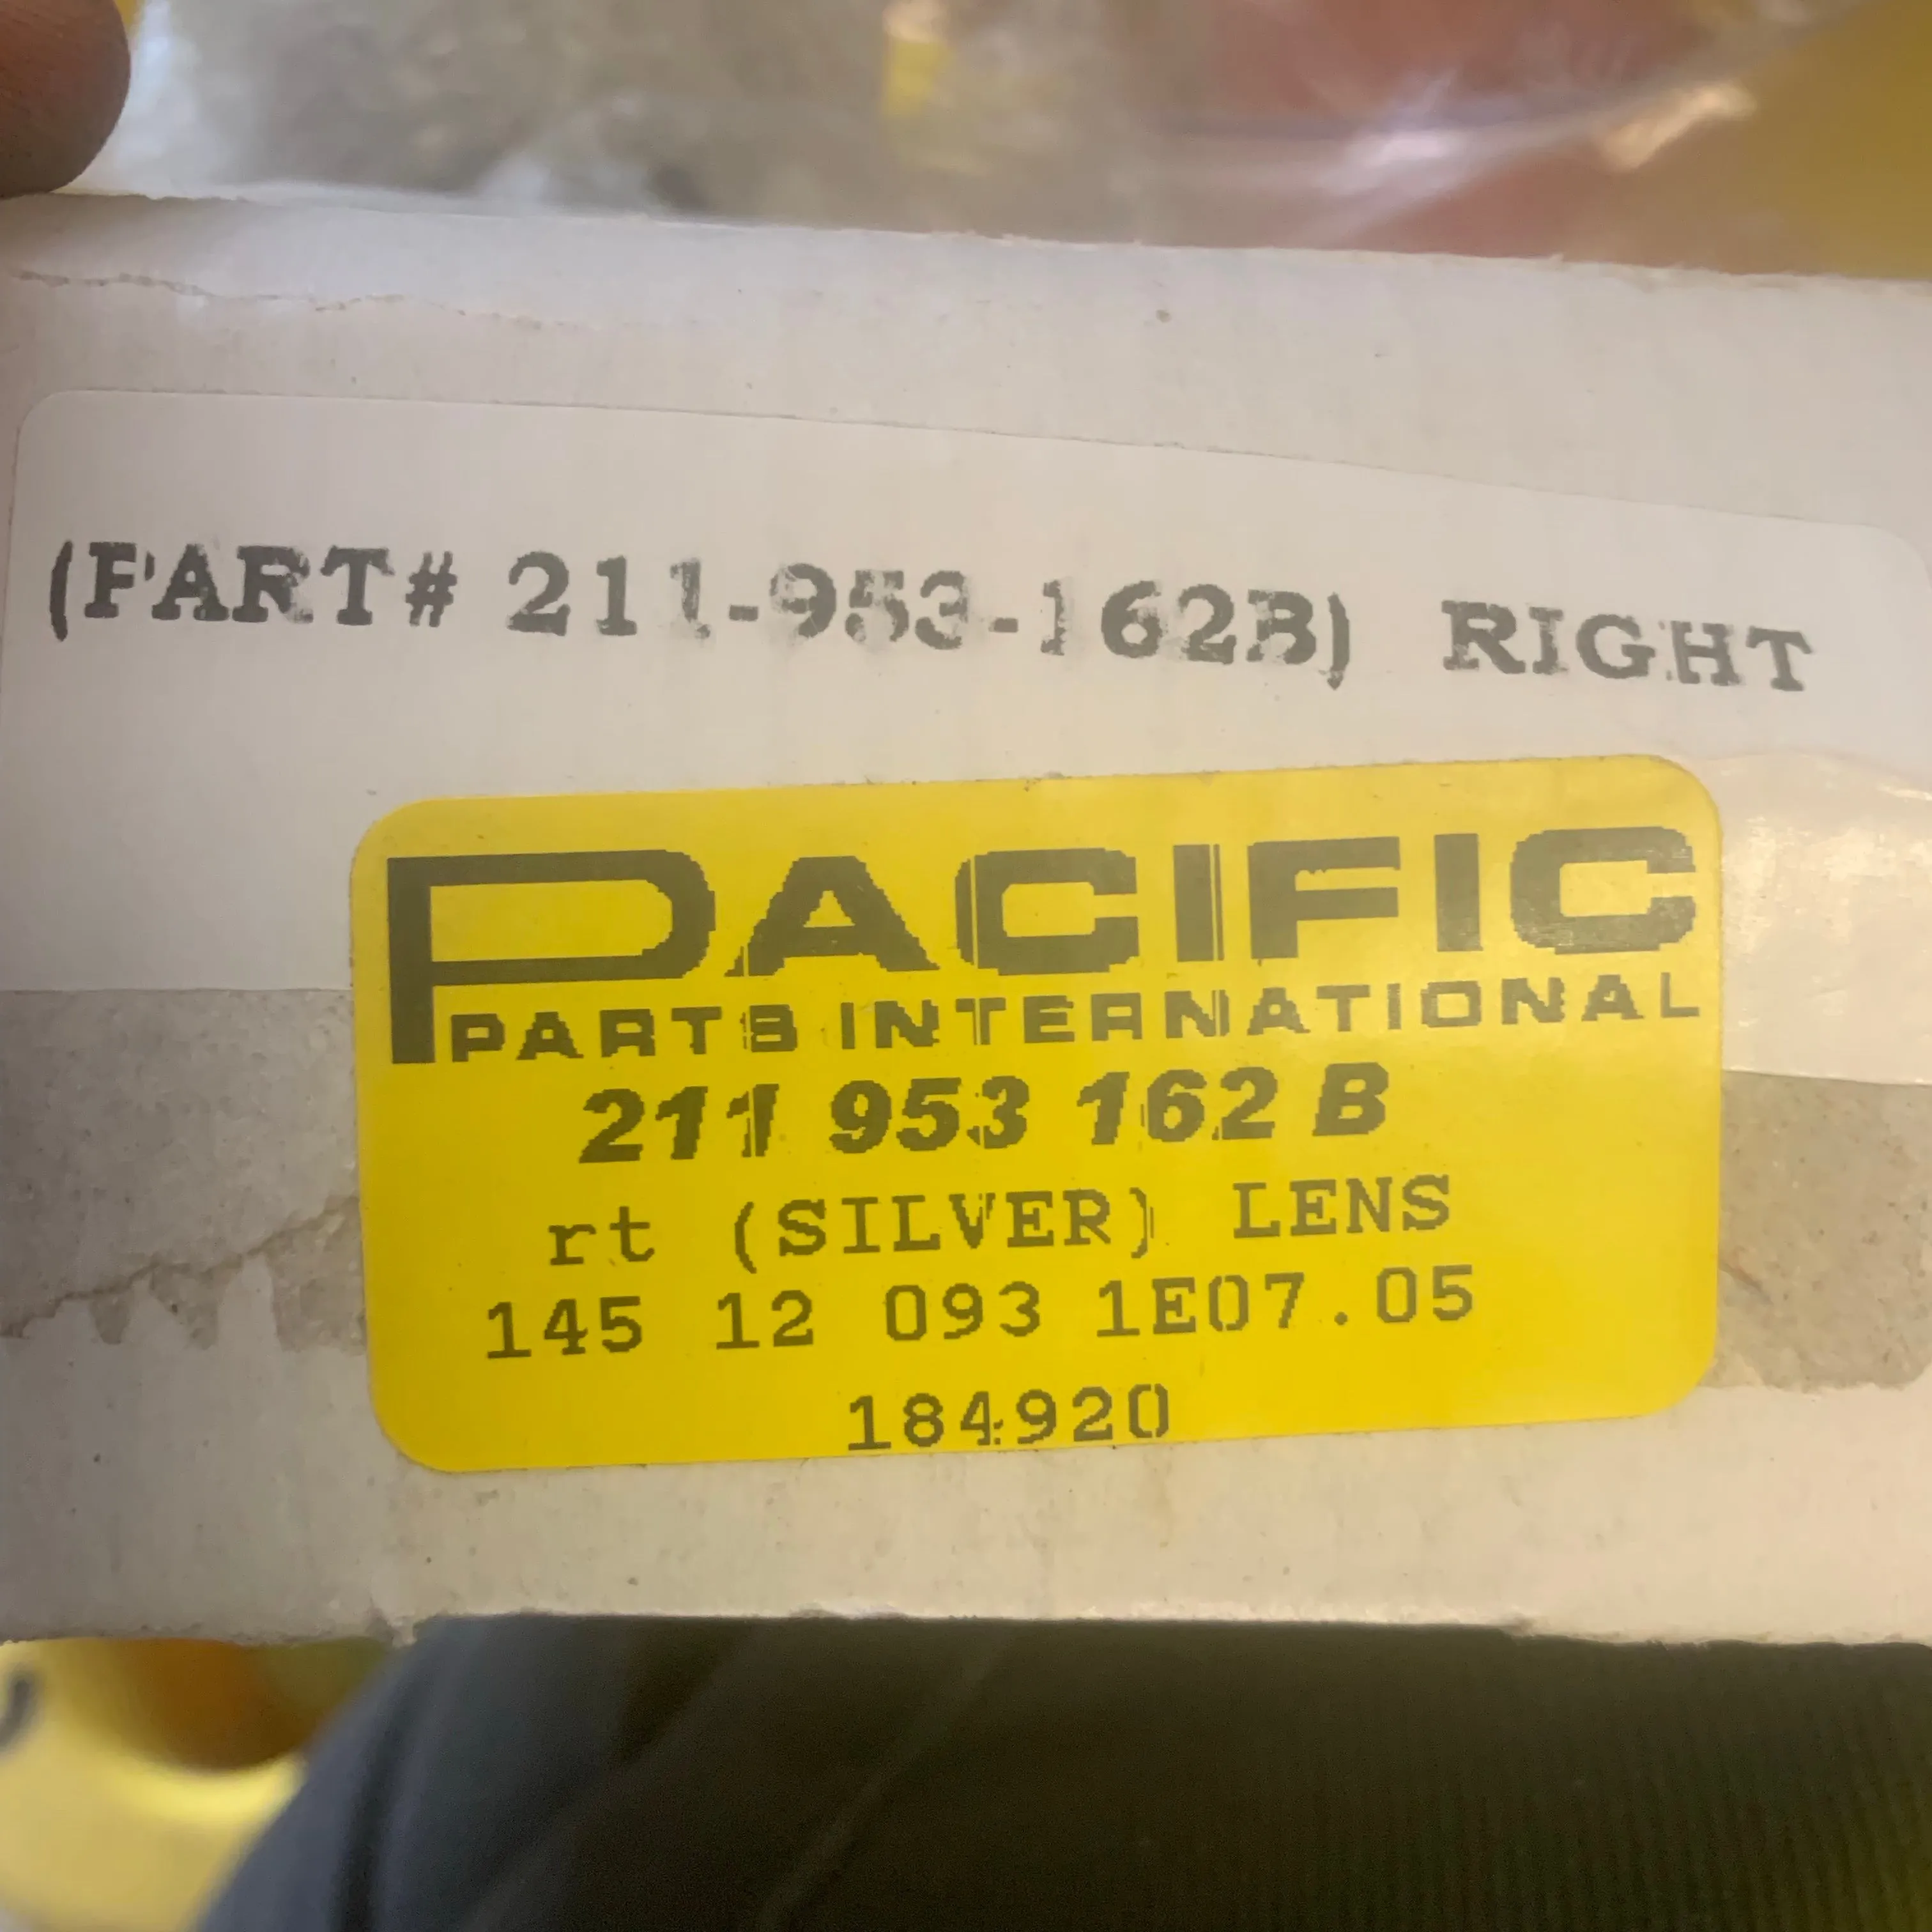 (PART# 211-953-162B) RIGHT
PACIFIC
PARTS INTERNATIONAL
211 953 162 B
rt (SILVER) LENS
145 12 093 1E07.05
184920